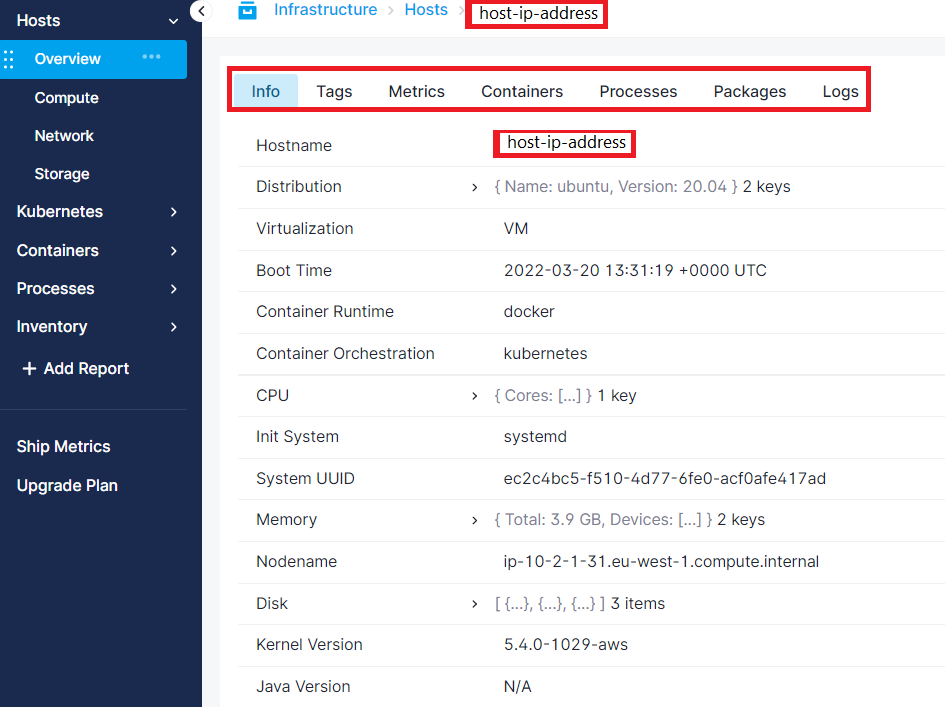 Hosts
Overview
Compute
Network
Storage
Kubernetes
Containers
Processes
Inventory
+ Add Report
Ship Metrics
Upgrade Plan
Infrastructure > Hosts > host-ip-address
Info Tags Metrics Containers Processes Packages Logs
Hostname host-ip-address
Distribution > { Name: ubuntu, Version: 20.04 } 2 keys
Virtualization VM
Boot Time 2022-03-20 13:31:19 +0000 UTC
Container Runtime docker
Container Orchestration kubernetes
CPU > { Cores: [...] } 1 key
Init System systemd
System UUID ec2c4bc5-f510-4d77-6fe0-acf0afe417ad
Memory > { Total: 3.9 GB, Devices: [...] } 2 keys
Nodename ip-10-2-1-31.eu-west-1.compute.internal
Disk > [ {...}, {...}, {...} ] 3 items
Kernel Version 5.4.0-1029-aws
Java Version N/A